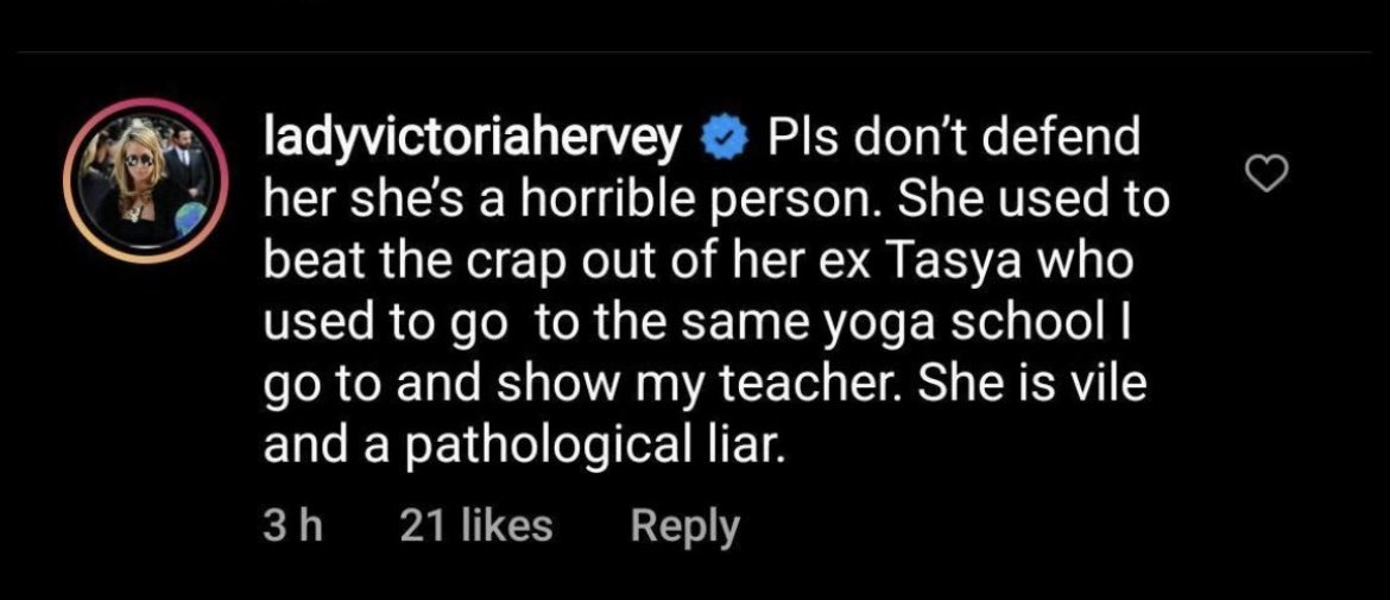 ladyvictoriahervey Pls don't defend
her she's a horrible person. She used to
beat the crap out of her ex Tasya who
used to go  to the same yoga school I
go to and show my teacher. She is vile
and a pathological liar.
3 h 21 likes Reply